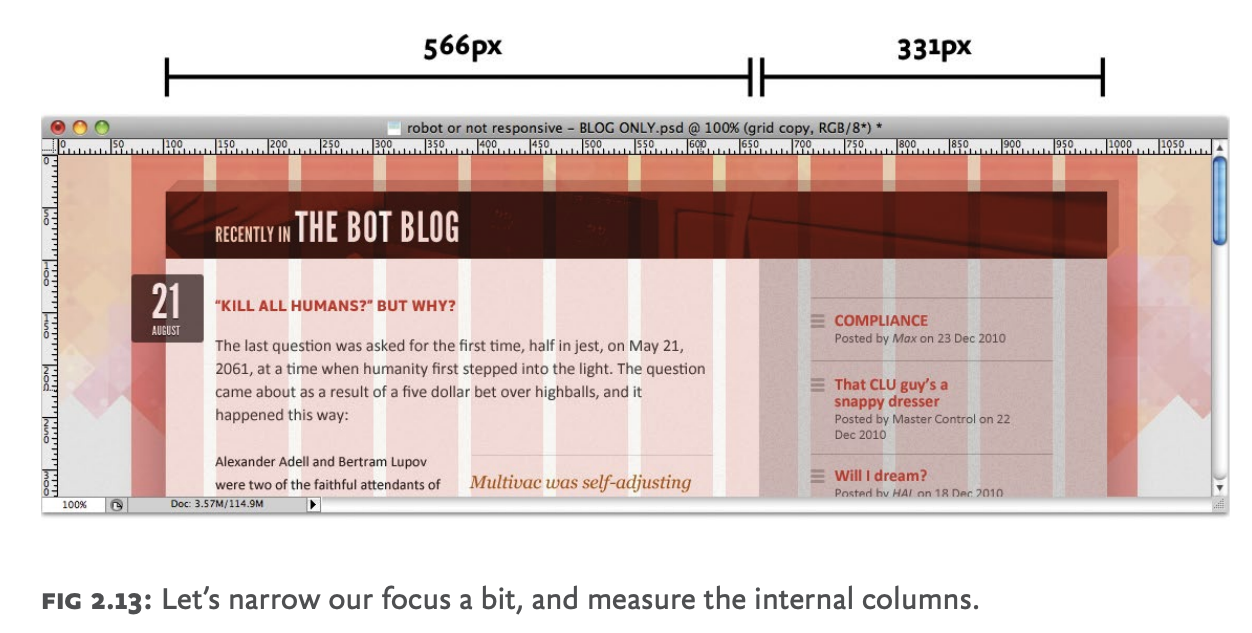 566px 331px
robot or not responsive – BLOG ONLY.psd @ 100% (grid copy, RGB/8*) *
0 50 100 150 200 250 300 350 400 450 500 550 600 650 700 750 800 850 900 950 1000 1050
0
50
100
150
200
250
300
RECENTLY IN THE BOT BLOG
21
AUGUST
“KILL ALL HUMANS?” BUT WHY?
The last question was asked for the first time, half in jest, on May 21,
2061, at a time when humanity first stepped into the light. The question
came about as a result of a five dollar bet over highballs, and it
happened this way:
Alexander Adell and Bertram Lupov
were two of the faithful attendants of
Multivac was self-adjusting
COMPLIANCE
Posted by Max on 23 Dec 2010
That CLU guy’s a
snappy dresser
Posted by Master Control on 22
Dec 2010
Will I dream?
Posted by HAL on 18 Dec 2010
100% Doc: 3.57M/114.9M
FIG 2.13: Let’s narrow our focus a bit, and measure the internal columns.